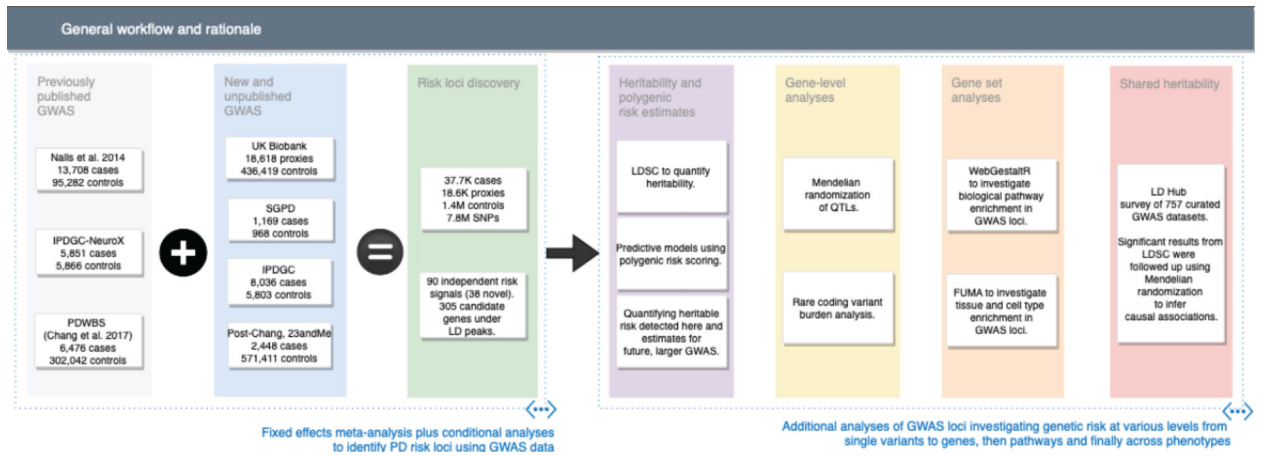 General workflow and rationale
Previously
published
GWAS
Nalls et al. 2014
13,708 cases
95,282 controls
IPDGC-NeuroX
5,851 cases
5,866 controls
PDWBS
(Chang et al. 2017)
6,476 cases
302,042 controls
New and
unpublished
GWAS
UK Biobank
18,618 proxies
436,419 controls
SGPD
1,169 cases
968 controls
IPDGC
8,036 cases
5,803 controls
Post-Chang, 23andMe
2,448 cases
571,411 controls
Risk loci discovery
37.7K cases
18.6K proxies
1.4M controls
7.8M SNPs
90 independent risk
signals (38 novel).
305 candidate
genes under
LD peaks.
Fixed effects meta-analysis plus conditional analyses
to identify PD risk loci using GWAS data
Heritability and
polygenic
risk estimates
LDSC to quantify
heritability.
Predictive models using
polygenic risk scoring.
Quantifying heritable
risk detected here and
estimates for
future, larger GWAS.
Gene-level
analyses
Mendelian
randomization
of QTLs.
Rare coding variant
burden analysis.
Gene set
analyses
WebGestaltR
to investigate
biological pathway
enrichment in
GWAS loci.
FUMA to investigate
tissue and cell type
enrichment in
GWAS loci.
Shared heritability
LD Hub
survey of 757 curated
GWAS datasets.
Significant results from
LDSC were
followed up using
Mendelian
randomization
to infer
causal associations.
Additional analyses of GWAS loci investigating genetic risk at various levels from
single variants to genes, then pathways and finally across phenotypes